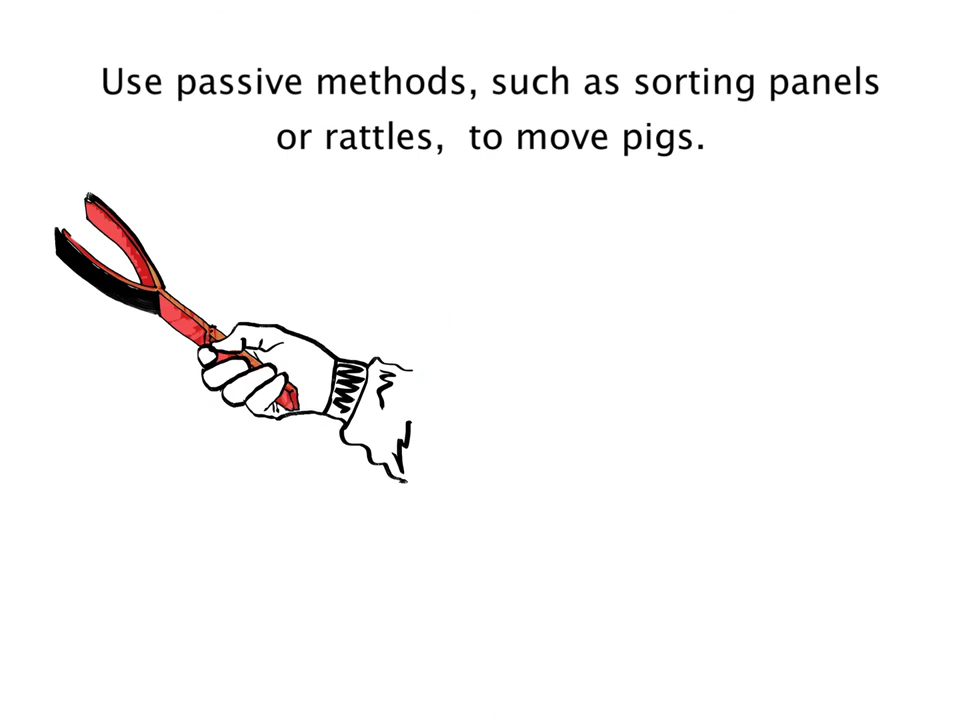 Use passive methods, such as sorting panels
or rattles,  to move pigs.